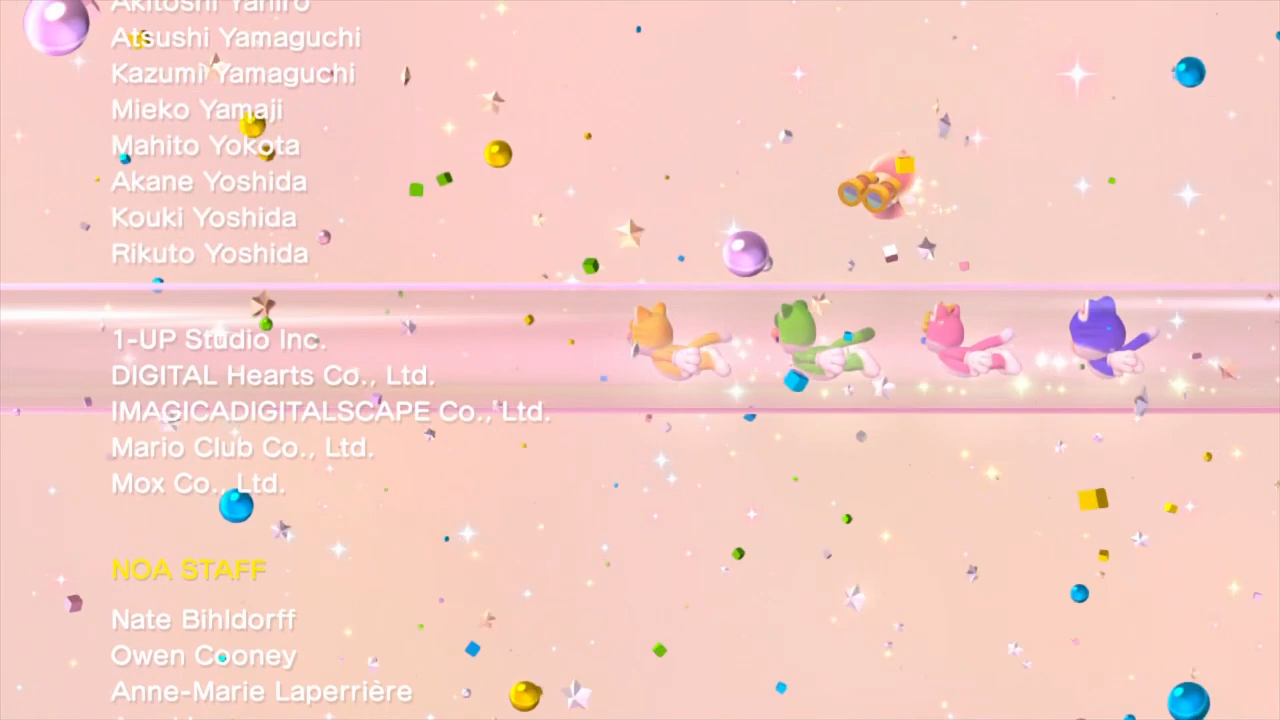 Akitoshi Yahiro
Atsushi Yamaguchi
Kazumi Yamaguchi
Mieko Yamaji
Mahito Yokota
Akane Yoshida
Kouki Yoshida
Rikuto Yoshida
1-UP Studio Inc.
DIGITAL Hearts Co., Ltd.
IMAGICADIGITALSCAPE Co., Ltd.
Mario Club Co., Ltd.
Mox Co., Ltd.
NOA STAFF
Nate Bihldorff
Owen Cooney
Anne-Marie Laperrière